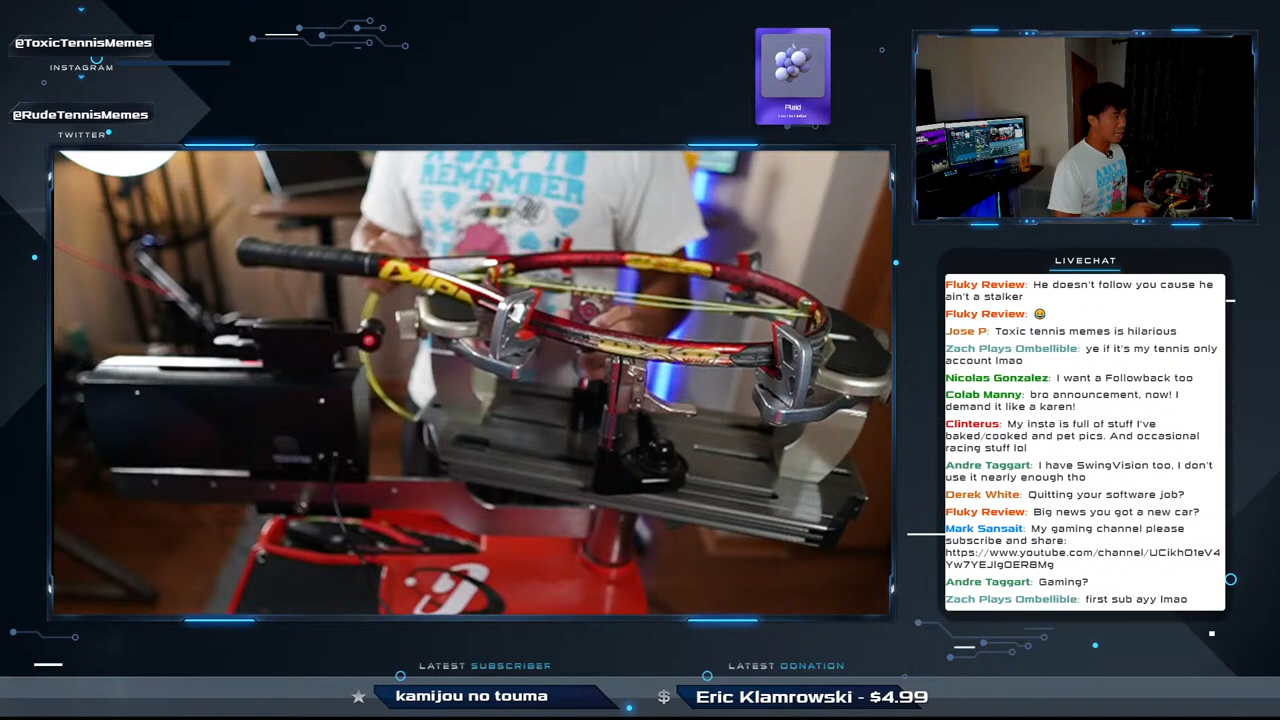 @ToxicTennisMemes
INSTAGRAM
@RudeTennisMemes
TWITTER
Plaid
A DAY TO
REMEMBER
LIVECHAT
Fluky Review: He doesn't follow you cause he
ain't a stalker
Fluky Review: 😂
Jose P: Toxic tennis memes is hilarious
Zach Plays Ombellible: ye if it's my tennis only
account lmao
Nicolas Gonzalez: I want a Followback too
Colab Manny: bro announcement, now! I
demand it like a karen!
Clinterus: My insta is full of stuff I've
baked/cooked and pet pics. And occasional
racing stuff lol
Andre Taggart: I have SwingVision too, I don't
use it nearly enough tho
Derek White: Quitting your software job?
Fluky Review: Big news you got a new car?
Mark Sansait: My gaming channel please
subscribe and share:
https://www.youtube.com/channel/UCikhO1eV4
Yw7YEJIgOER8Mg
Andre Taggart: Gaming?
Zach Plays Ombellible: first sub ayy lmao
LATEST SUBSCRIBER
kamijou no touma
LATEST DONATION
$ Eric Klamrowski - $4.99